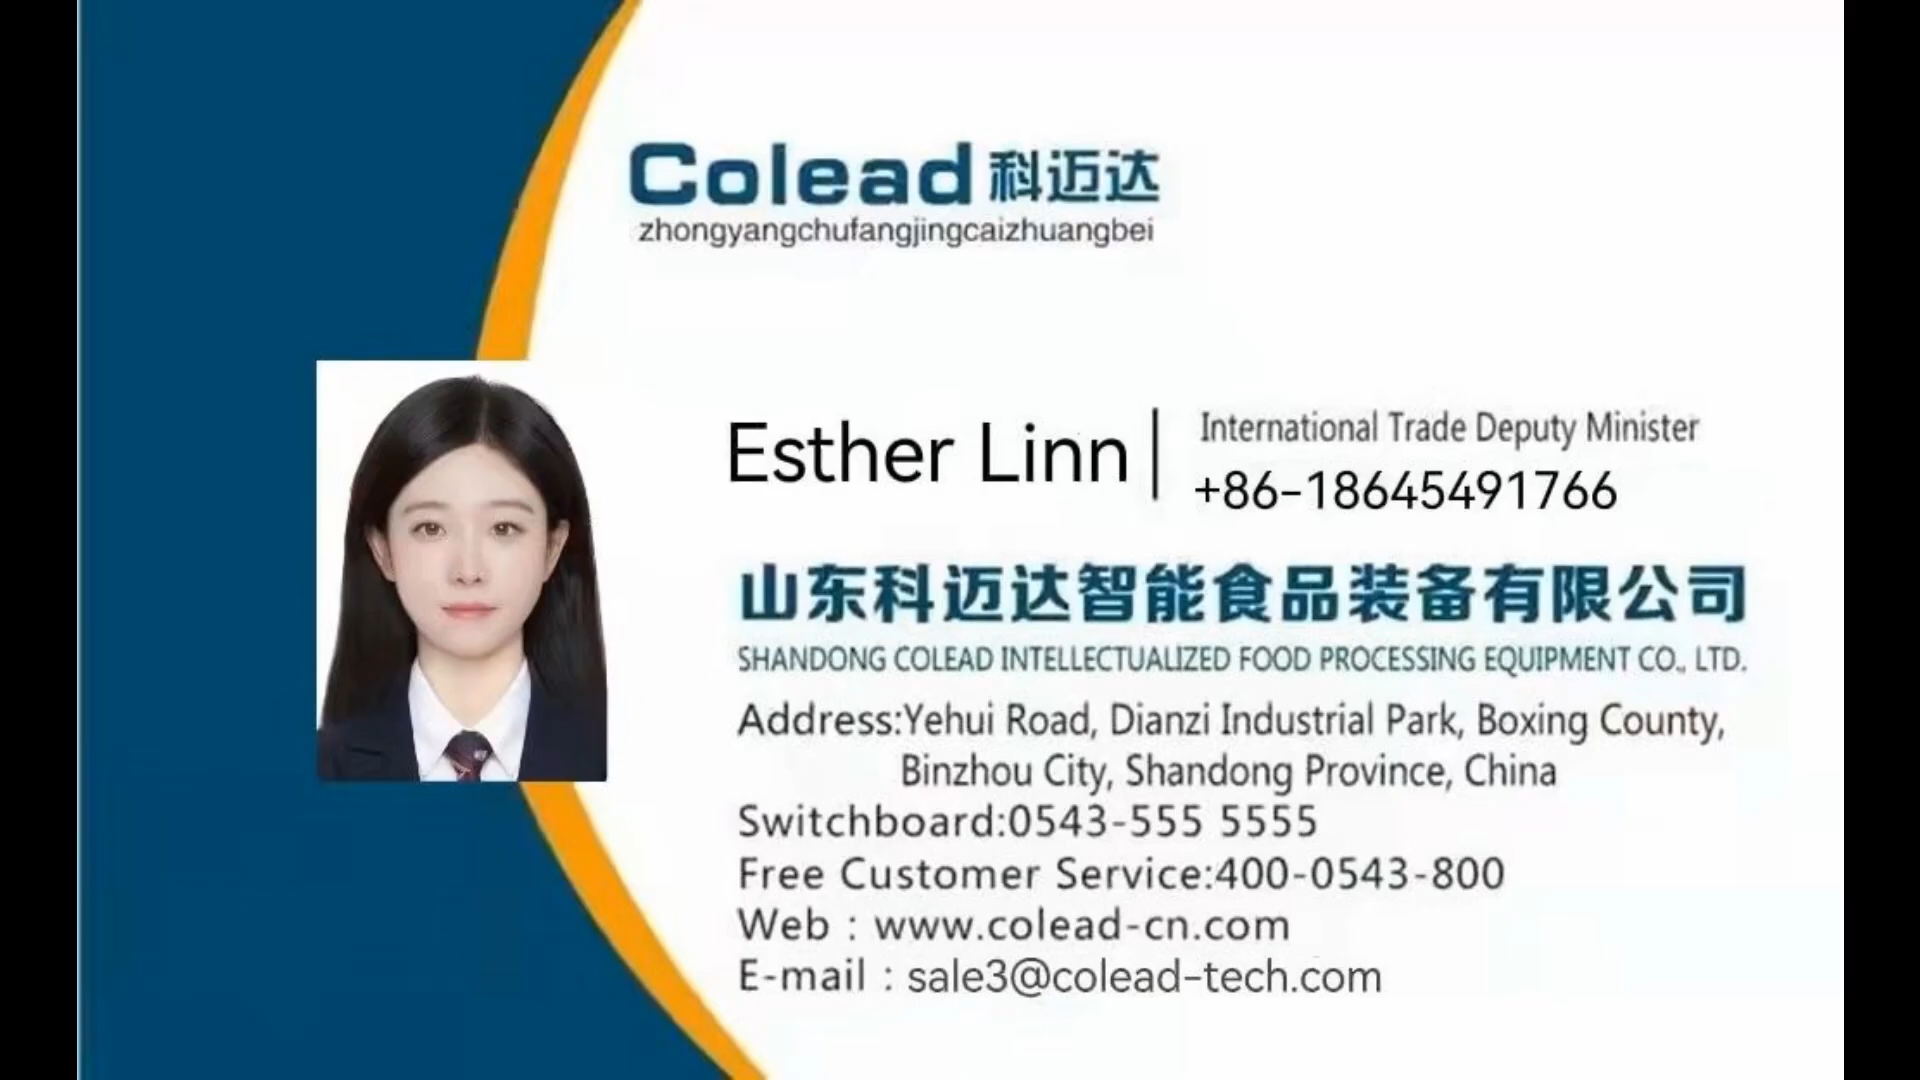 Colead 科迈达
zhongyangchufangjingcaizhuangbei
Esther Linn
International Trade Deputy Minister
+86-18645491766
山东科迈达智能食品装备有限公司
SHANDONG COLEAD INTELLECTUALIZED FOOD PROCESSING EQUIPMENT CO., LTD.
Address:Yehui Road, Dianzi Industrial Park, Boxing County,
Binzhou City, Shandong Province, China
Switchboard:0543-555 5555
Free Customer Service:400-0543-800
Web : www.colead-cn.com
E-mail : sale3@colead-tech.com